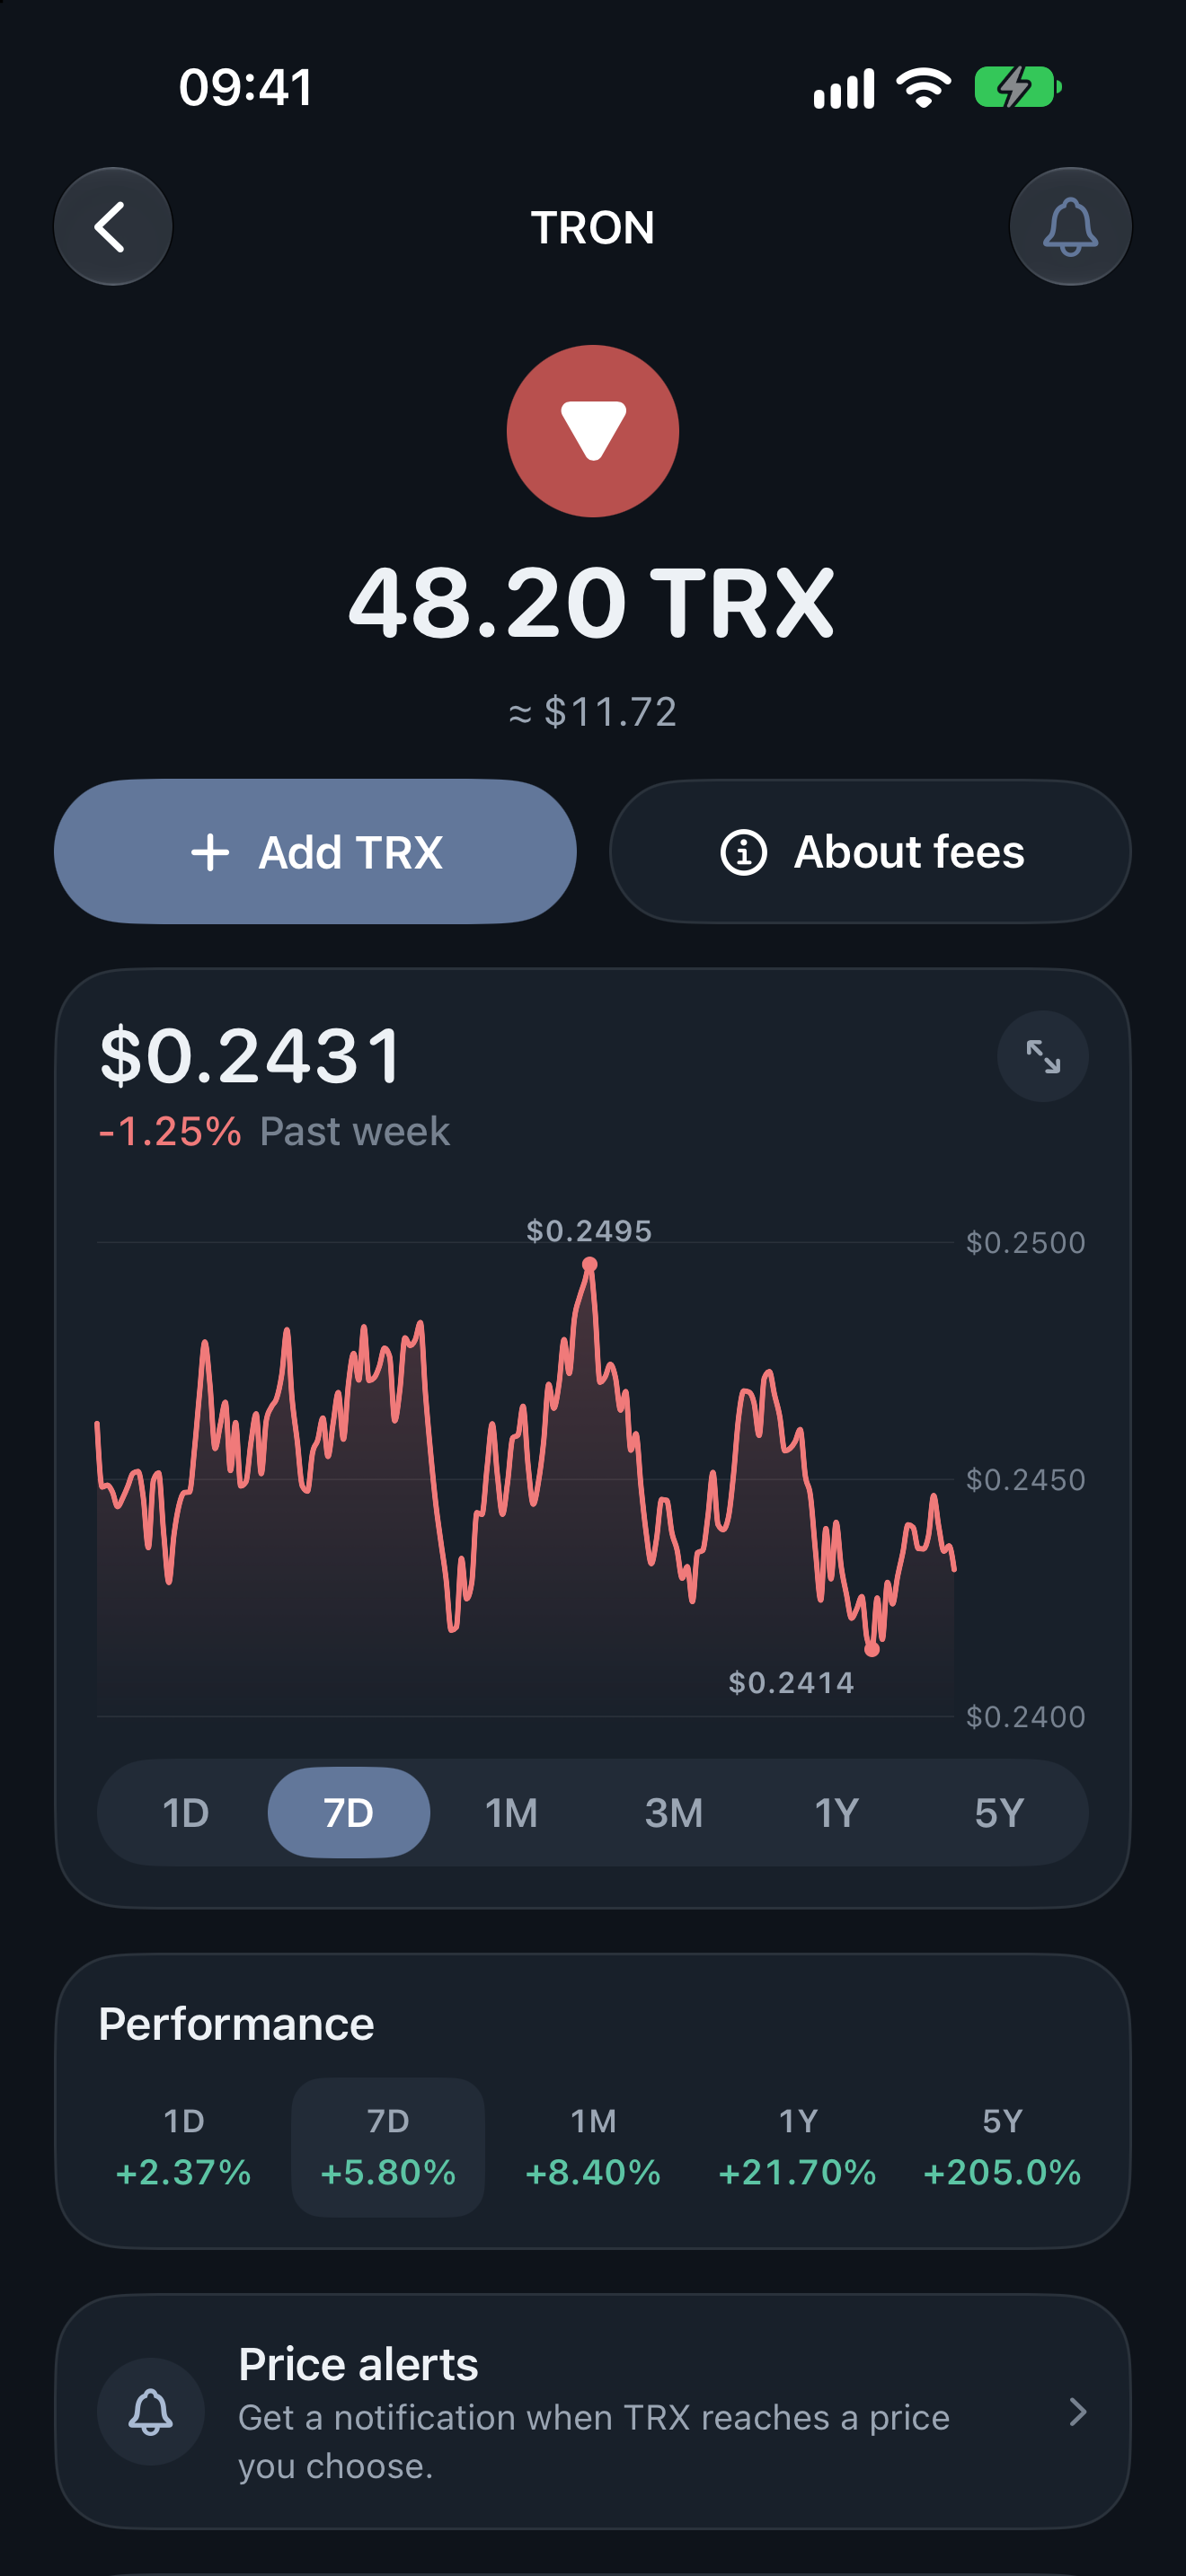 09:41
TRON
48.20 TRX
≈ $11.72
Add TRX
About fees
$0.2431
-1.25% Past week
$0.2495
$0.2500
$0.2450
$0.2414
$0.2400
1D 7D 1M 3M 1Y 5Y
Performance
1D 7D 1M 1Y 5Y
+2.37% +5.80% +8.40% +21.70% +205.0%
Price alerts
Get a notification when TRX reaches a price
you choose.